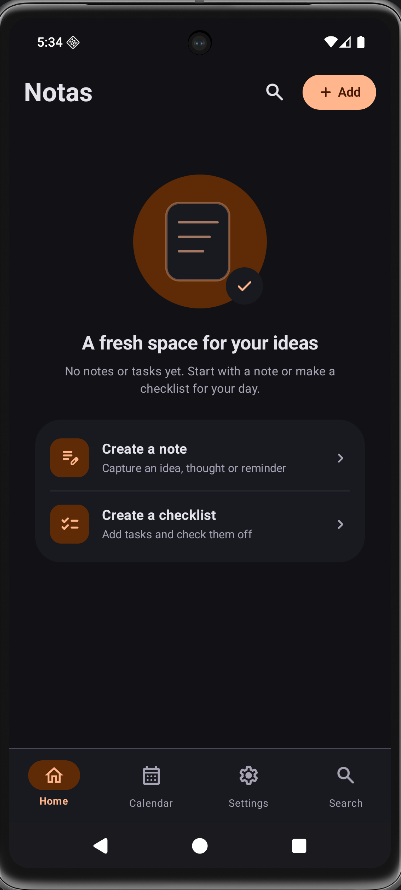 5:34
Notas
+ Add
A fresh space for your ideas
No notes or tasks yet. Start with a note or make a
checklist for your day.
Create a note
Capture an idea, thought or reminder
Create a checklist
Add tasks and check them off
Home
Calendar
Settings
Search